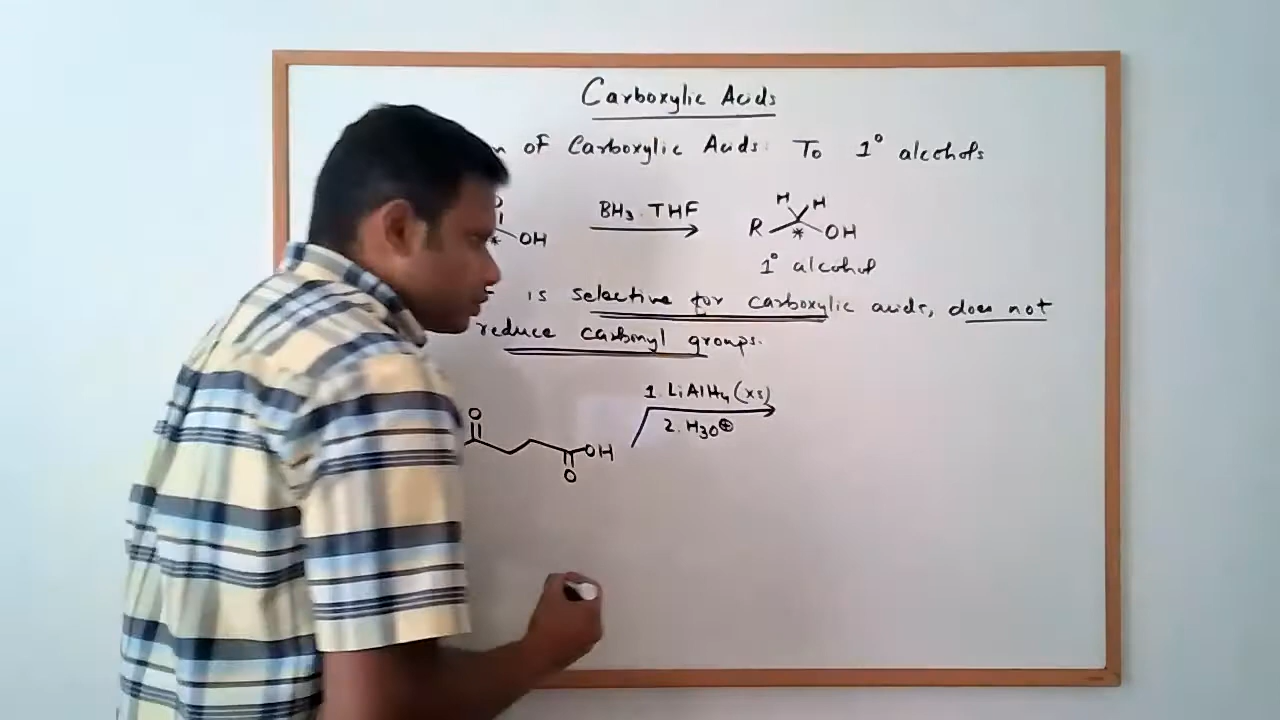 Carboxylic Acids
n of Carboxylic Acids To 1° alcohols
O
* OH
BH3. THF
H H
R * OH
1° alcohol
F is selective for carboxylic acids, does not
reduce carbonyl groups.
O
OH
O
1. LiAlH4 (xs)
2. H3O⊕